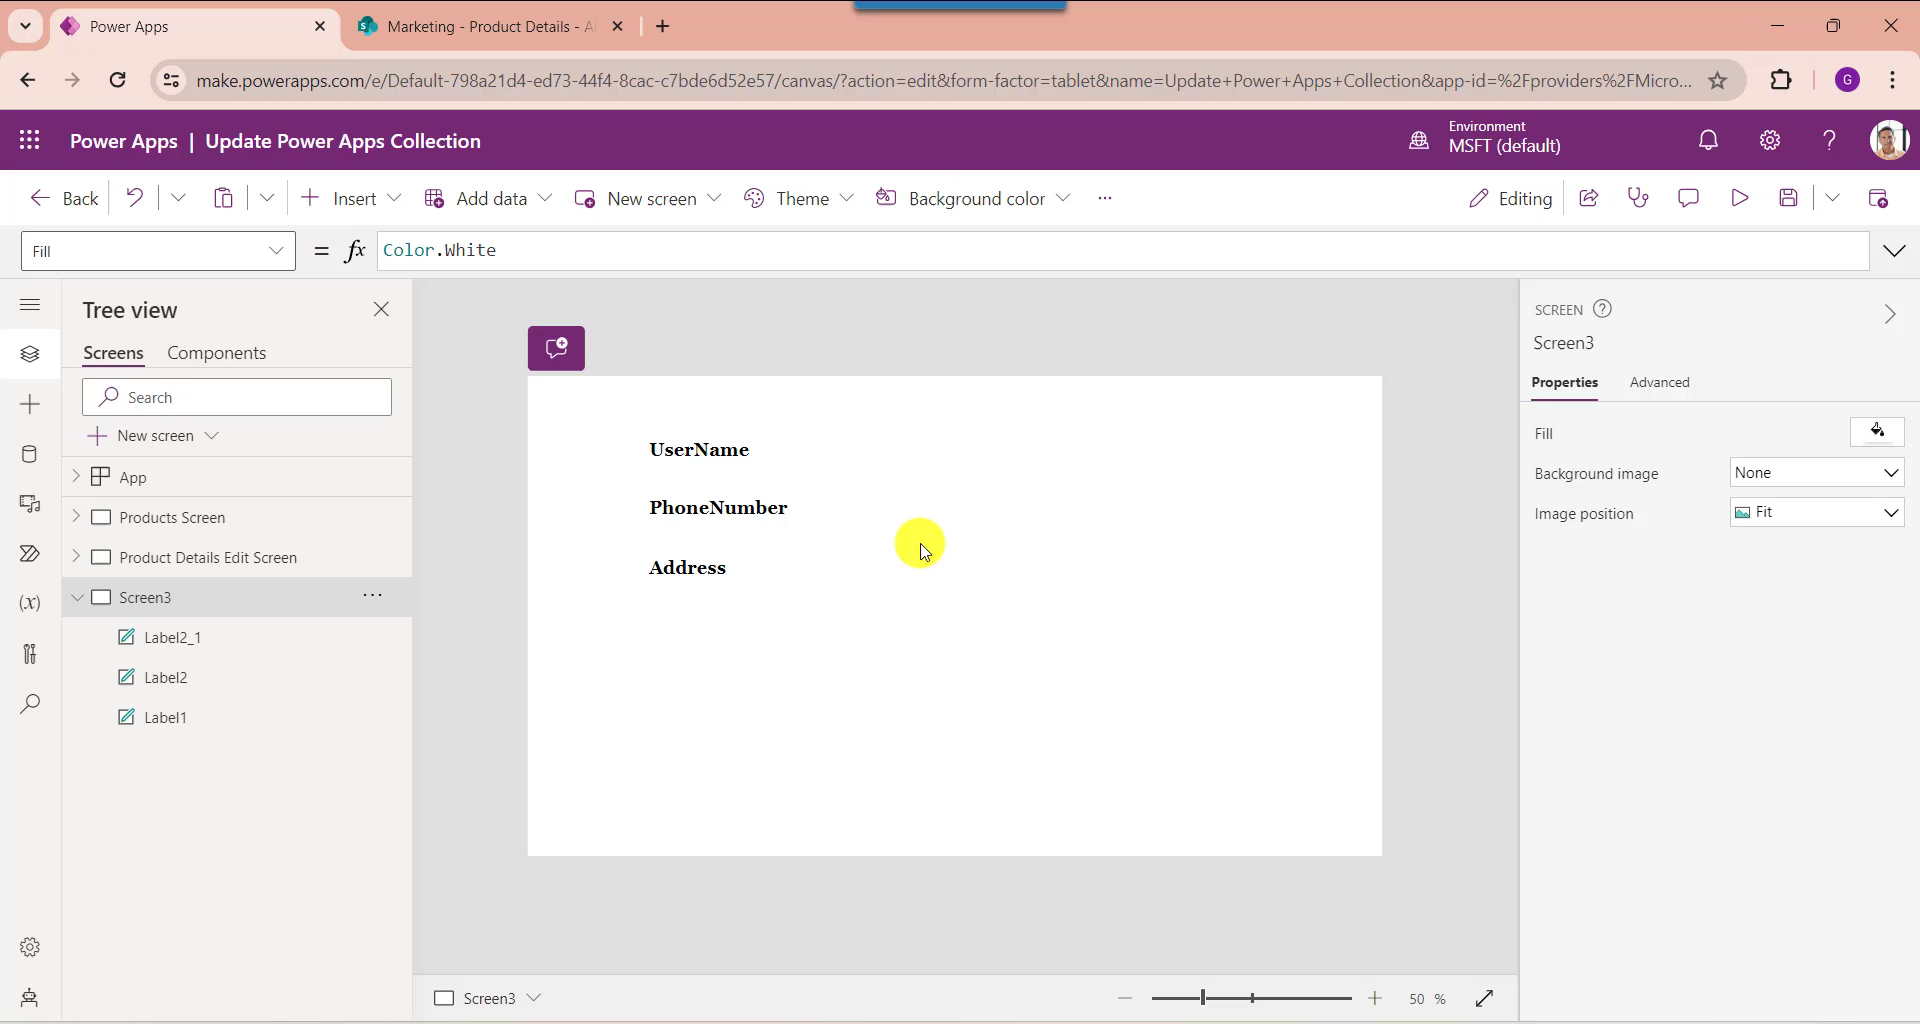 Power Apps
Marketing - Product Details - Al
make.powerapps.com/e/Default-798a21d4-ed73-44f4-8cac-c7bde6d52e57/canvas/?action=edit&form-factor=tablet&name=Update+Power+Apps+Collection&app-id=%2Fproviders%2FMicro...
G
Power Apps | Update Power Apps Collection
Environment
MSFT (default)
?
Back
Insert
Add data
New screen
Theme
Background color
...
Editing
Fill
= fx Color.White
Tree view
Screens Components
Search
New screen
App
Products Screen
Product Details Edit Screen
Screen3
...
Label2_1
Label2
Label1
(x)
UserName
PhoneNumber
Address
SCREEN ?
Screen3
Properties Advanced
Fill
Background image None
Image position Fit
Screen3
50 %